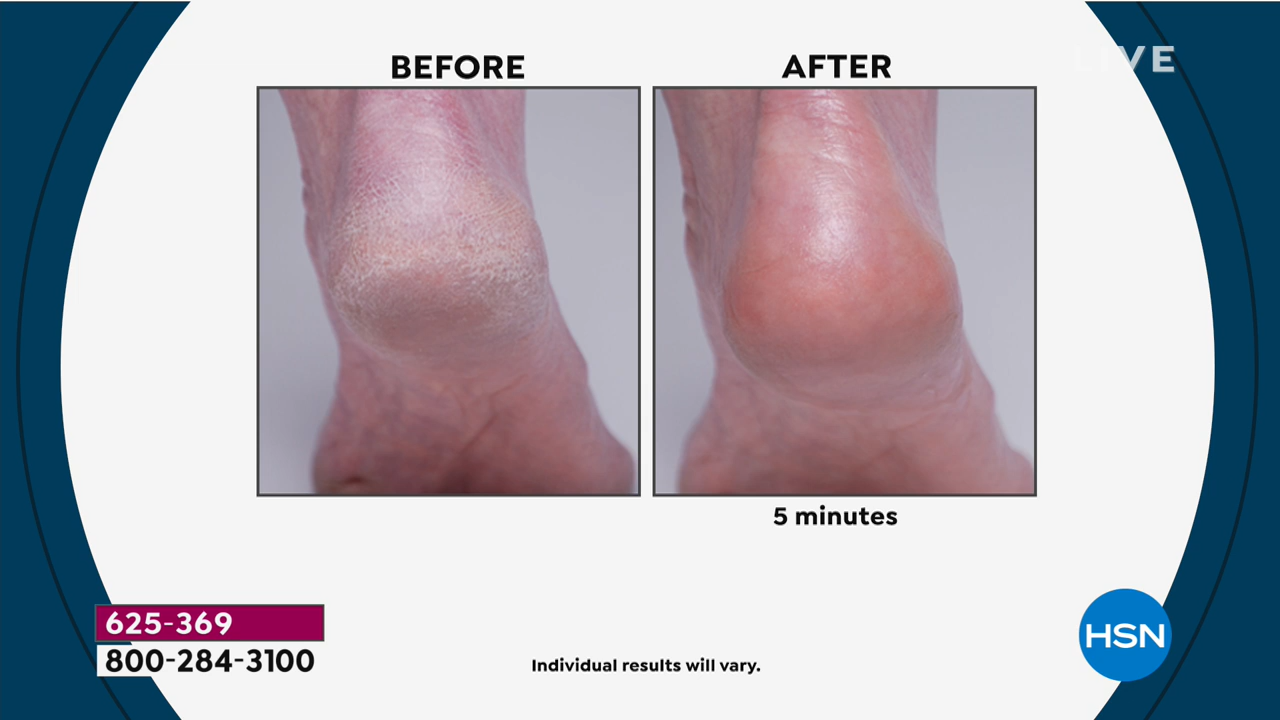 LIVE
BEFORE
AFTER
5 minutes
625-369
800-284-3100
Individual results will vary.
HSN